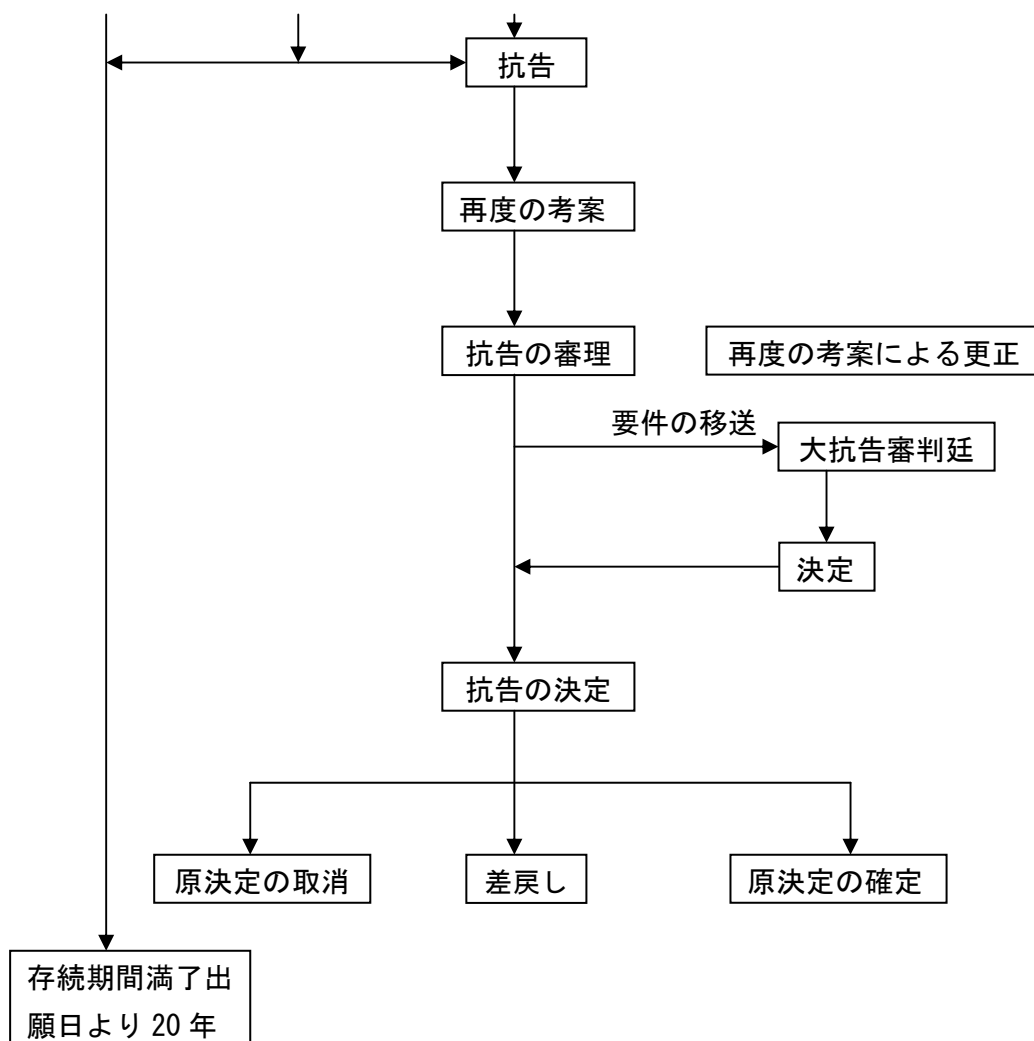 抗告
再度の考案
抗告の審理
再度の考案による更正
要件の移送
大抗告審判廷
決定
抗告の決定
原決定の取消
差戻し
原決定の確定
存続期間満了出
願日より 20 年